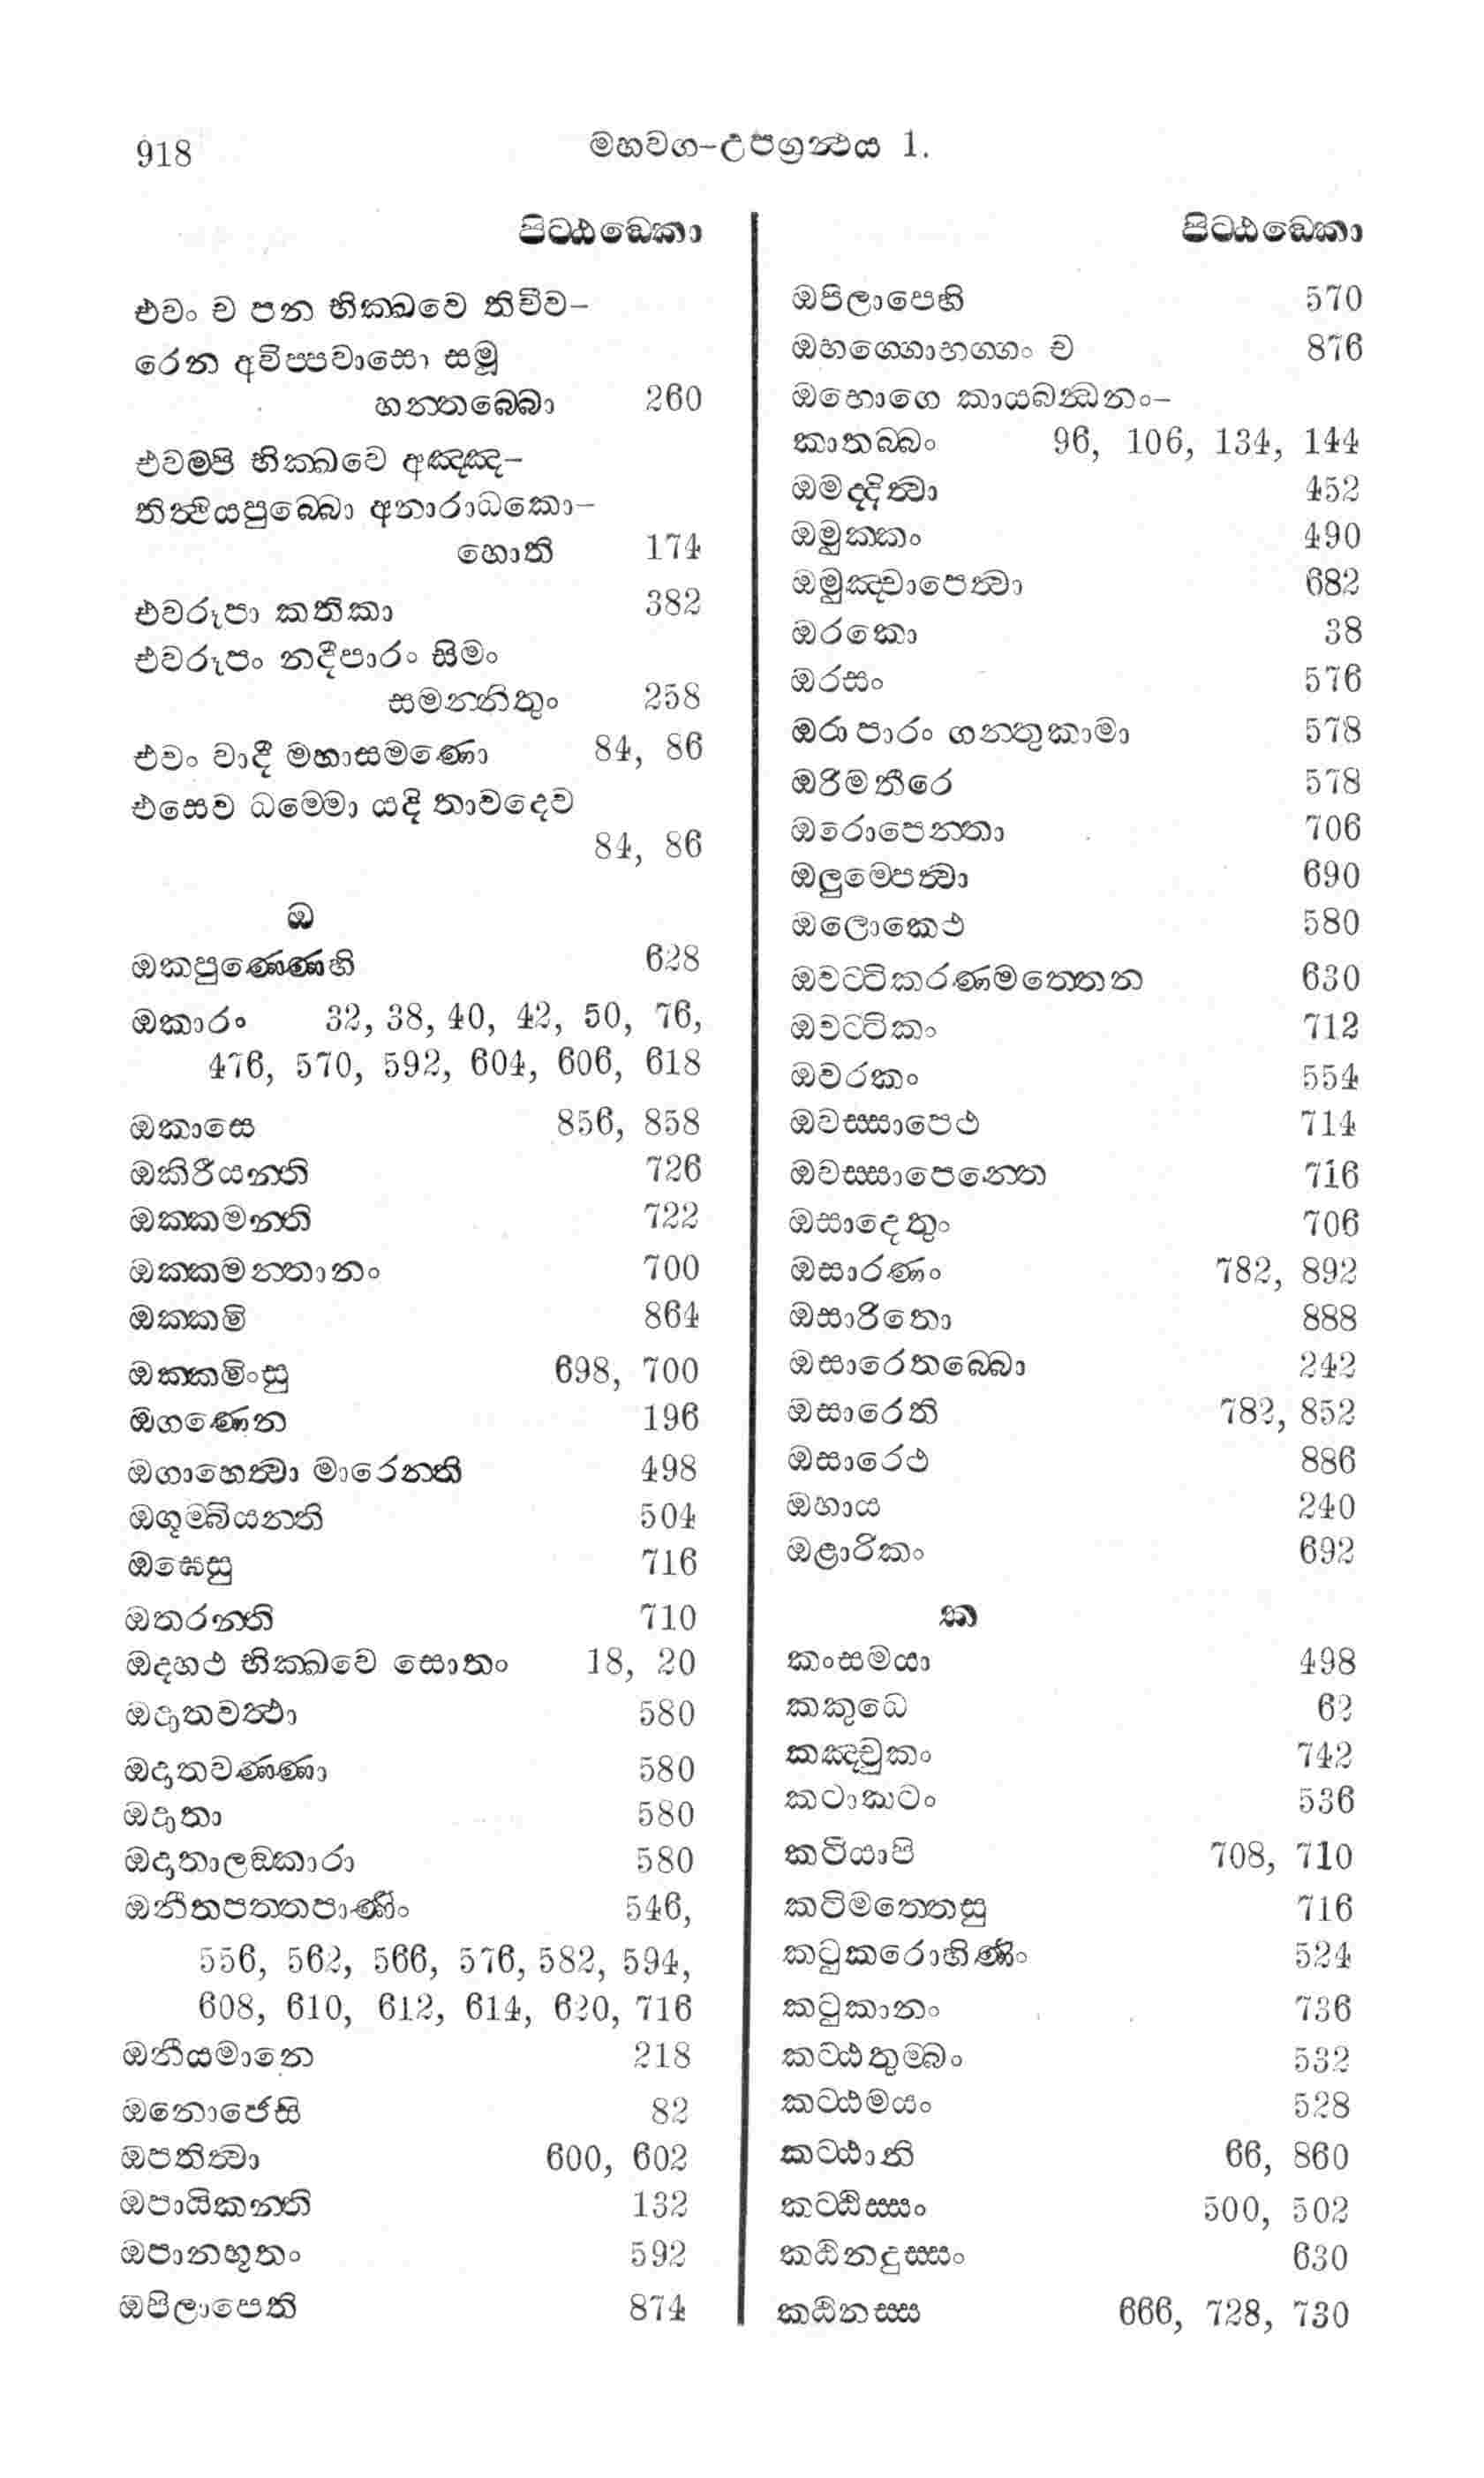 918
මහවග-උපග්‍රන්‍ථය 1.
පිට්ඨඞෙකා
එවං ච පන භික්ඛවෙ තිචීව-
රෙන අවිප්පවාසො සමූ
හන්තබ්බො 260
එවම්පි භික්ඛවෙ අඤ්ඤ-
තිත්ථියපුබ්බො අනාරාධකො-
හොති 174
එවරූපා කතිකා 382
එවරූපං නදීපාරං සීමං
සම්මන්නිතුං 258
එවං වාදී මහාසමණො 84, 86
එසෙව ධම්මො යදි තාවදෙව
84, 86
ඔ
ඔකපුණ්ණෙහි 628
ඔකාරං 32, 38, 40, 42, 50, 76,
476, 570, 592, 604, 606, 618
ඔකාසෙ 856, 858
ඔකිරීයන්ති 726
ඔක්කමන්ති 722
ඔක්කමන්තානං 700
ඔක්කමි 864
ඔක්කමිංසු 698, 700
ඔගණෙන 196
ඔගාහෙත්‍වා මාරෙන්ති 498
ඔගුම්බියන්ති 504
ඔඝෙසු 716
ඔතරන්ති 710
ඔදහථ භික්ඛවෙ සොතං 18, 20
ඔදාතවත්ථා 580
ඔදාතවණ්ණා 580
ඔදාතා 580
ඔදාතාලඞ්කාරා 580
ඔනීතපත්තපාණිං 546,
556, 562, 566, 576, 582, 594,
608, 610, 612, 614, 620, 716
ඔනීයමානෙ 218
ඔනොජෙසි 82
ඔපතිත්‍වා 600, 602
ඔපායිකන්ති 132
ඔපානභූතං 592
ඔපිලාපෙති 874
පිට්ඨඞෙකා
ඔපිලාපෙහි 570
ඔහග්ගොහග්ගං ච 876
ඔභොගෙ කායබන්ධනං-
කාතබ්බං 96, 106, 134, 144
ඔමද්දිත්‍වා 452
ඔමුක්කං 490
ඔමුඤ්චාපෙත්‍වා 682
ඔරකො 38
ඔරසං 576
ඔරා පාරං ගන්තුකාමා 578
ඔරිමතීරෙ 578
ඔරොපෙන්තා 706
ඔලුම්පෙත්‍වා 690
ඔලොකෙථ 580
ඔවට්ටිකරණමත්තෙන 630
ඔවට්ටිකං 712
ඔවරකං 554
ඔවස්සාපෙථ 714
ඔවස්සාපෙන්තෙ 716
ඔසාදෙතුං 706
ඔසාරණං 782, 892
ඔසාරිතො 888
ඔසාරෙතබ්බො 242
ඔසාරෙති 782, 852
ඔසාරෙථ 886
ඔහාය 240
ඔළාරිකං 692
ක
කංසමයා 498
කකුධෙ 62
කඤ්චුකං 742
කටාකටං 536
කටියාපි 708, 710
කටිමත්තෙසු 716
කටුකරොහිණිං 524
කටුකානං 736
කට්ඨතුම්බං 532
කට්ඨමයං 528
කට්ඨානි 66, 860
කට්ඨිස්සං 500, 502
කඨිනදුස්සං 630
කඨිනස්ස 666, 728, 730